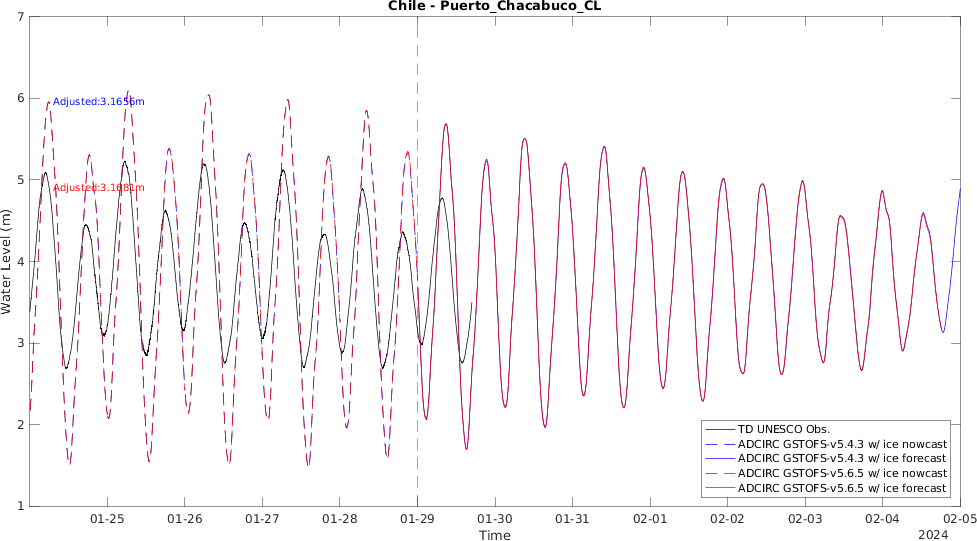 Chile - Puerto_Chacabuco_CL
7
6
5
4
3
2
1
Water Level (m)
Adjusted:3.1656m
Adjusted:3.1681m
TD UNESCO Obs.
ADCIRC GSTOFS-v5.4.3 w/ ice nowcast
ADCIRC GSTOFS-v5.4.3 w/ ice forecast
ADCIRC GSTOFS-v5.6.5 w/ ice nowcast
ADCIRC GSTOFS-v5.6.5 w/ ice forecast
01-25 01-26 01-27 01-28 01-29 01-30 01-31 02-01 02-02 02-03 02-04 02-05
Time
2024